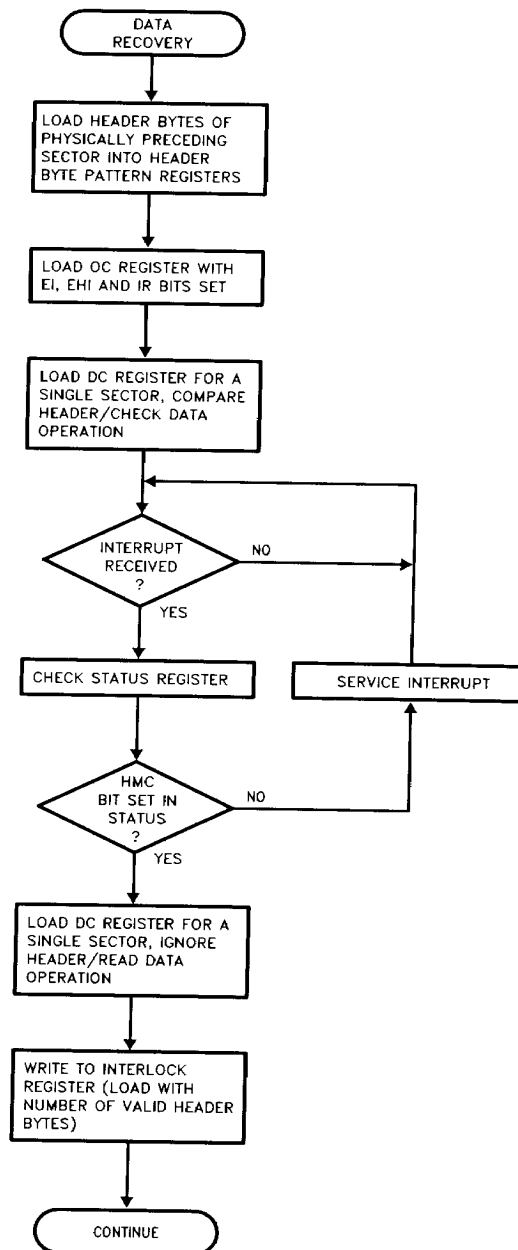 DATA
RECOVERY
LOAD HEADER BYTES OF
PHYSICALLY PRECEDING
SECTOR INTO HEADER
BYTE PATTERN REGISTERS
LOAD OC REGISTER WITH
EI, EHI AND IR BITS SET
LOAD DC REGISTER FOR A
SINGLE SECTOR, COMPARE
HEADER/CHECK DATA
OPERATION
INTERRUPT
RECEIVED
?
NO
YES
CHECK STATUS REGISTER
SERVICE INTERRUPT
HMC
BIT SET IN
STATUS
?
NO
YES
LOAD DC REGISTER FOR A
SINGLE SECTOR, IGNORE
HEADER/READ DATA
OPERATION
WRITE TO INTERLOCK
REGISTER (LOAD WITH
NUMBER OF VALID HEADER
BYTES)
CONTINUE